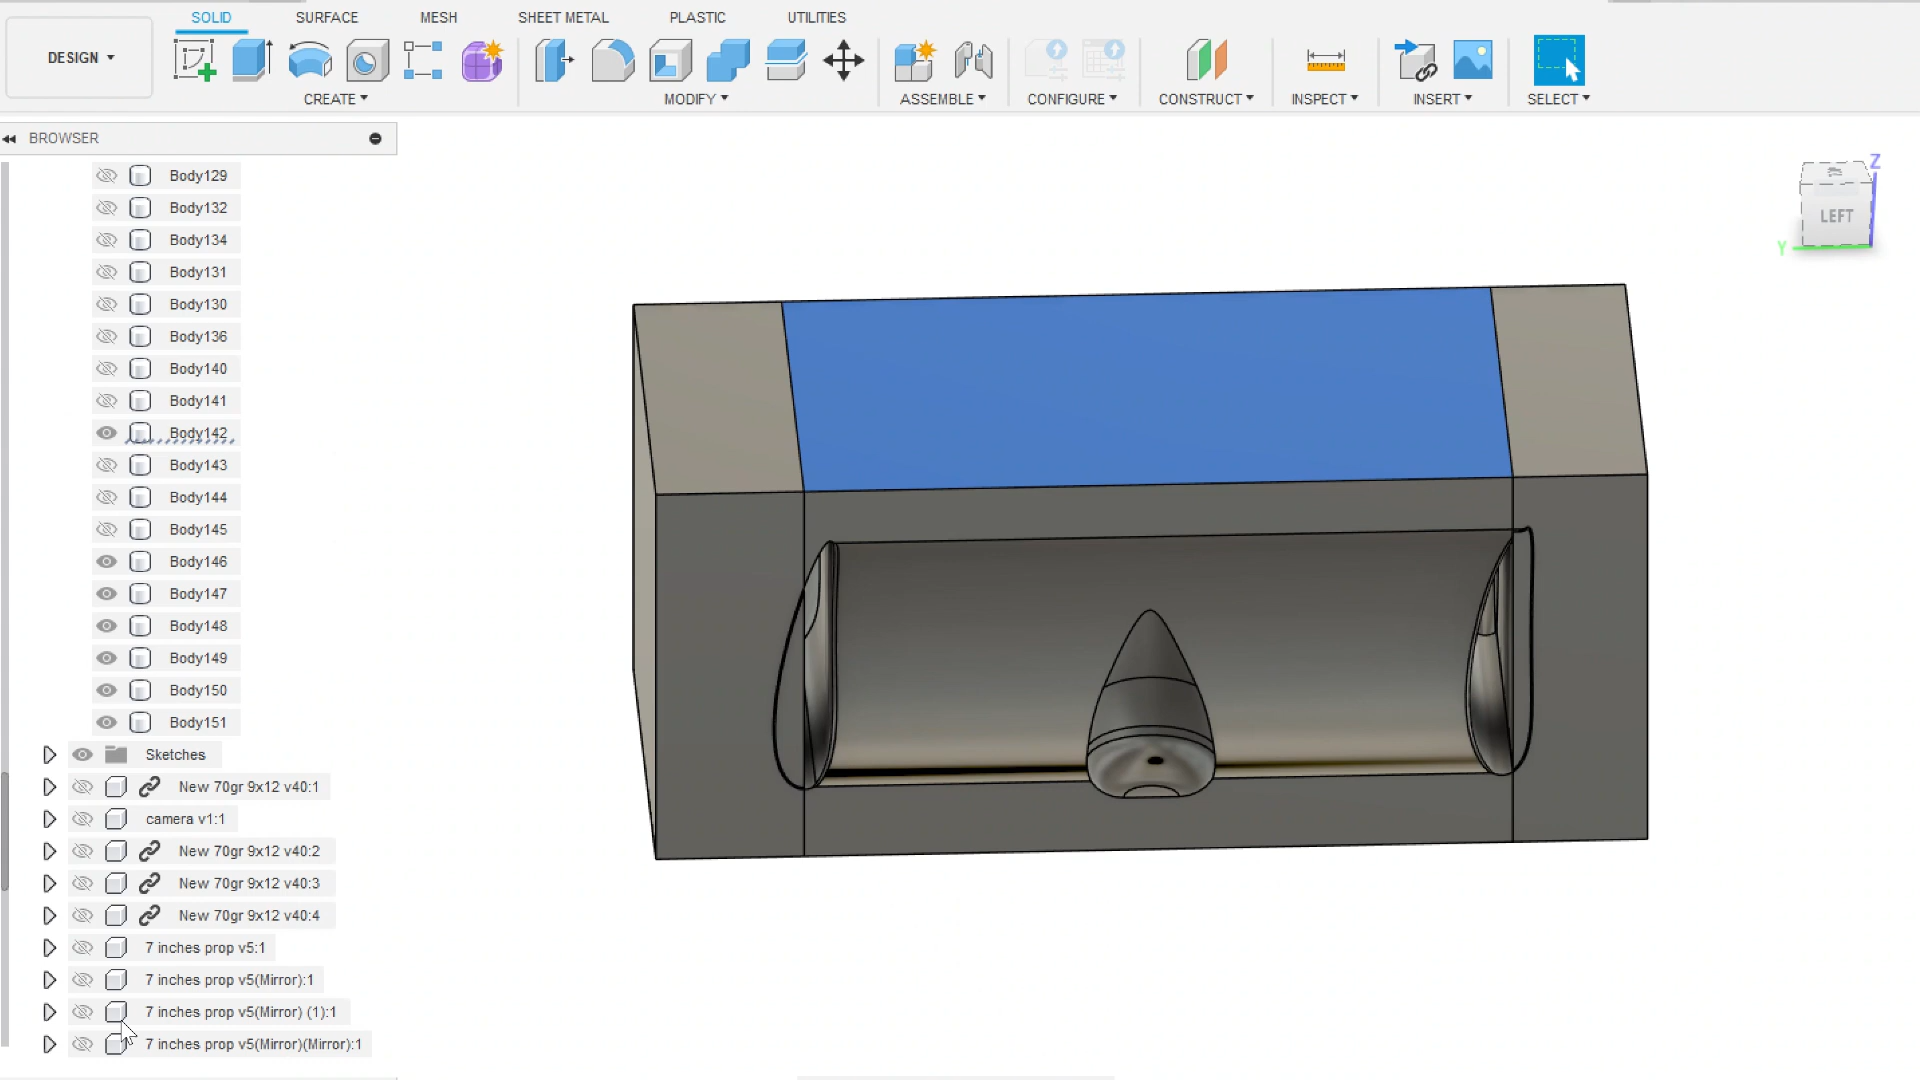 SOLID SURFACE MESH SHEET METAL PLASTIC UTILITIES
DESIGN
CREATE MODIFY ASSEMBLE CONFIGURE CONSTRUCT INSPECT INSERT SELECT
BROWSER
Body129
Body132
Body134
Body131
Body130
Body136
Body140
Body141
Body142
Body143
Body144
Body145
Body146
Body147
Body148
Body149
Body150
Body151
Sketches
New 70gr 9x12 v40:1
camera v1:1
New 70gr 9x12 v40:2
New 70gr 9x12 v40:3
New 70gr 9x12 v40:4
7 inches prop v5:1
7 inches prop v5(Mirror):1
7 inches prop v5(Mirror) (1):1
7 inches prop v5(Mirror)(Mirror):1
Z
LEFT
Y